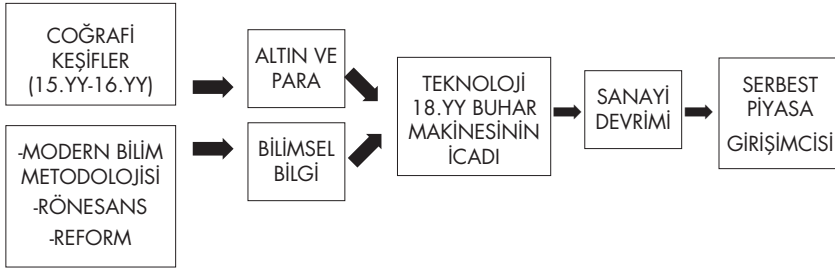 COĞRAFİ
KEŞİFLER
(15.YY-16.YY)
ALTIN VE
PARA
-MODERN BİLİM
METODOLOJİSİ
-RÖNESANS
-REFORM
BİLİMSEL
BİLGİ
TEKNOLOJİ
18.YY BUHAR
MAKİNESİNİN
İCADI
SANAYİ
DEVRİMİ
SERBEST
PİYASA
GİRİŞİMCİSİ